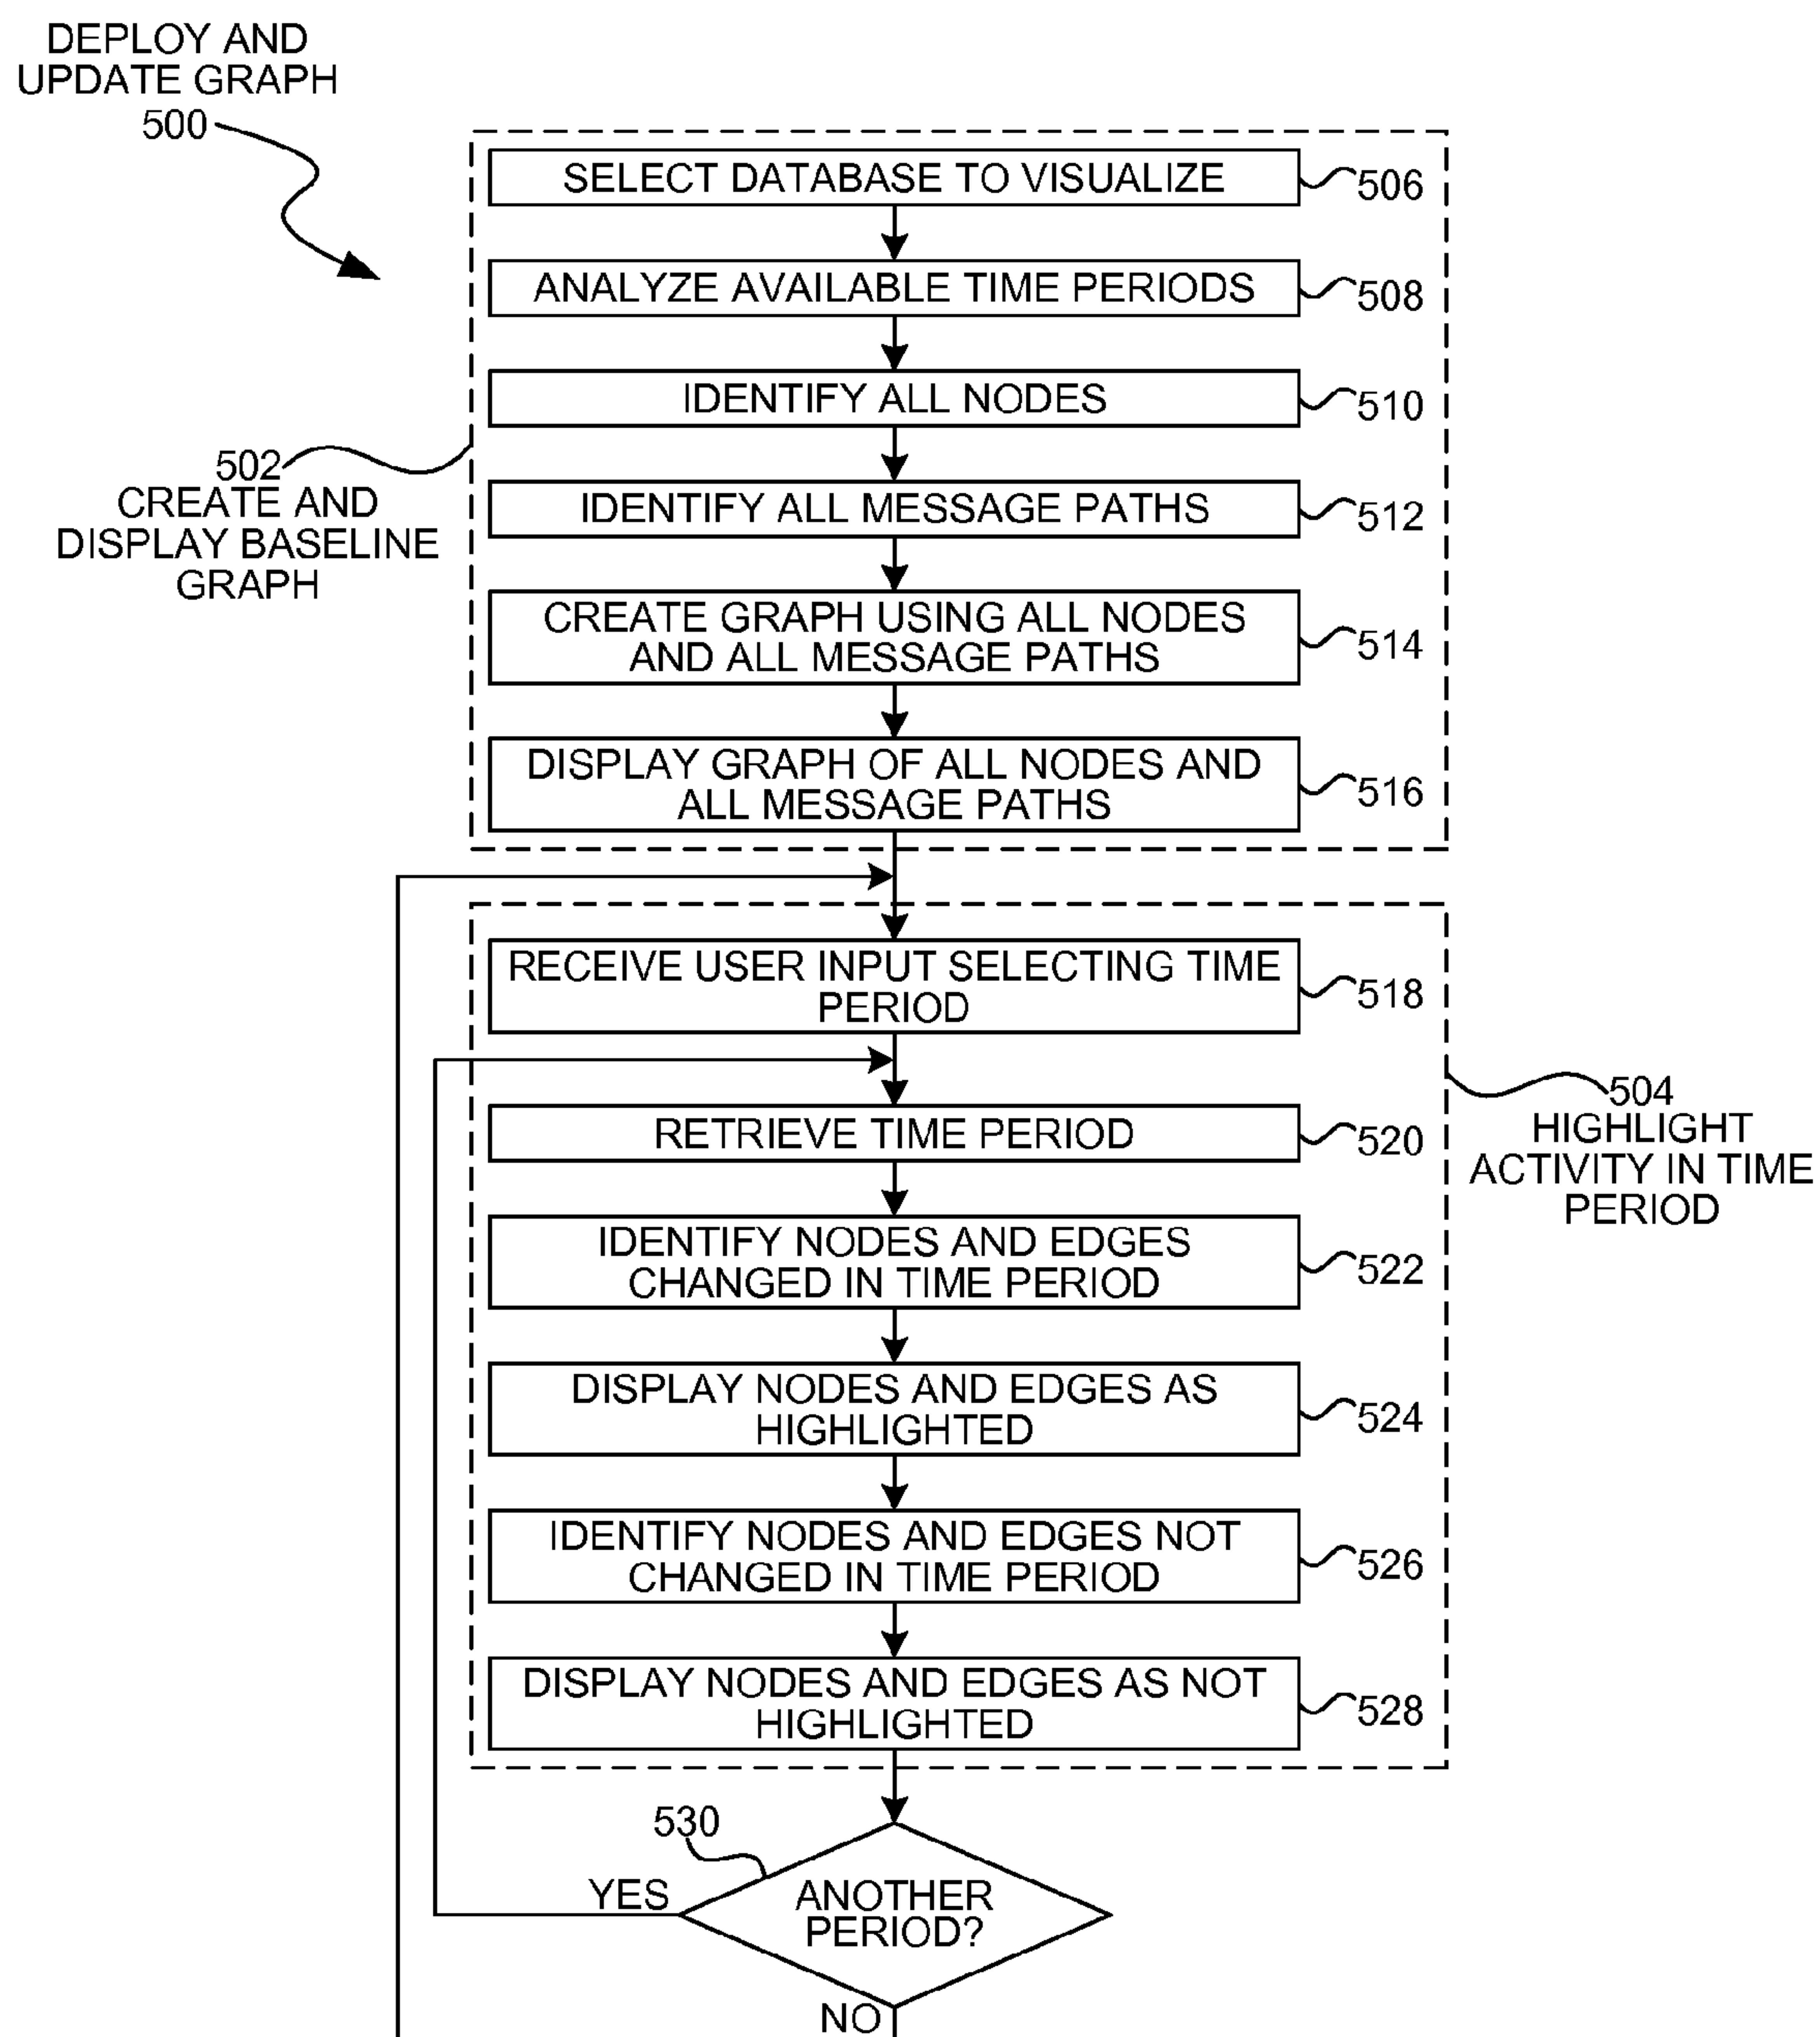 DEPLOY AND
UPDATE GRAPH
500
SELECT DATABASE TO VISUALIZE
506
ANALYZE AVAILABLE TIME PERIODS
508
IDENTIFY ALL NODES
510
502
CREATE AND
DISPLAY BASELINE
GRAPH
IDENTIFY ALL MESSAGE PATHS
512
CREATE GRAPH USING ALL NODES
AND ALL MESSAGE PATHS
514
DISPLAY GRAPH OF ALL NODES AND
ALL MESSAGE PATHS
516
RECEIVE USER INPUT SELECTING TIME
PERIOD
518
504
HIGHLIGHT
ACTIVITY IN TIME
PERIOD
RETRIEVE TIME PERIOD
520
IDENTIFY NODES AND EDGES
CHANGED IN TIME PERIOD
522
DISPLAY NODES AND EDGES AS
HIGHLIGHTED
524
IDENTIFY NODES AND EDGES NOT
CHANGED IN TIME PERIOD
526
DISPLAY NODES AND EDGES AS NOT
HIGHLIGHTED
528
530
YES
ANOTHER
PERIOD?
NO